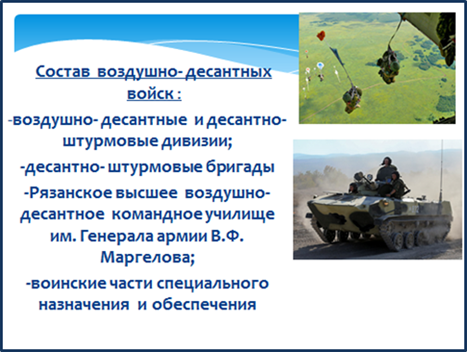 Состав воздушно- десантных
войск :
-воздушно- десантные и десантно-
штурмовые дивизии;
-десантно- штурмовые бригады
-Рязанское высшее воздушно-
десантное командное училище
им. Генерала армии В.Ф.
Маргелова;
-воинские части специального
назначения и обеспечения